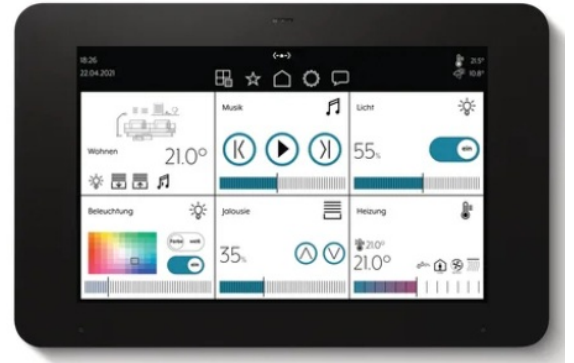 18:26
22.04.2021
21.5°
10.8°
Wohnen
21.0°
Musik
Licht
55%
ein
Beleuchtung
Farbe weiß
ein
Jalousie
35%
Heizung
21.0°
21.0°